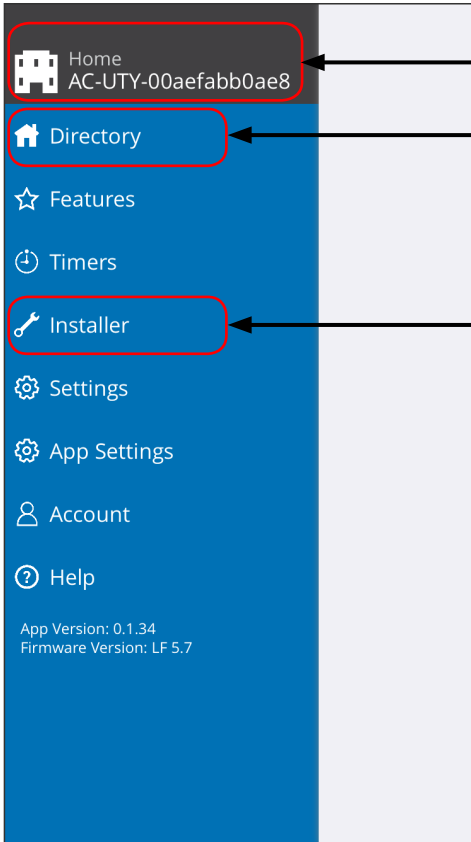 Home
AC-UTY-00aefabb0ae8
Directory
Features
Timers
Installer
Settings
App Settings
Account
Help
App Version: 0.1.34
Firmware Version: LF 5.7